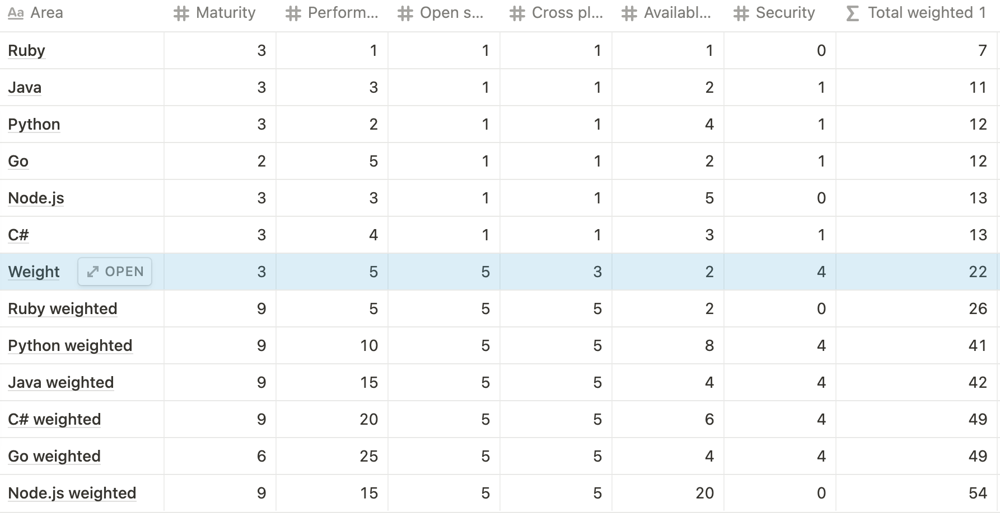 Aa Area # Maturity # Perform... # Open s... # Cross pl... # Availabl... # Security Σ Total weighted 1
Ruby 3 1 1 1 1 0 7
Java 3 3 1 1 2 1 11
Python 3 2 1 1 4 1 12
Go 2 5 1 1 2 1 12
Node.js 3 3 1 1 5 0 13
C# 3 4 1 1 3 1 13
Weight OPEN 3 5 5 3 2 4 22
Ruby weighted 9 5 5 5 2 0 26
Python weighted 9 10 5 5 8 4 41
Java weighted 9 15 5 5 4 4 42
C# weighted 9 20 5 5 6 4 49
Go weighted 6 25 5 5 4 4 49
Node.js weighted 9 15 5 5 20 0 54